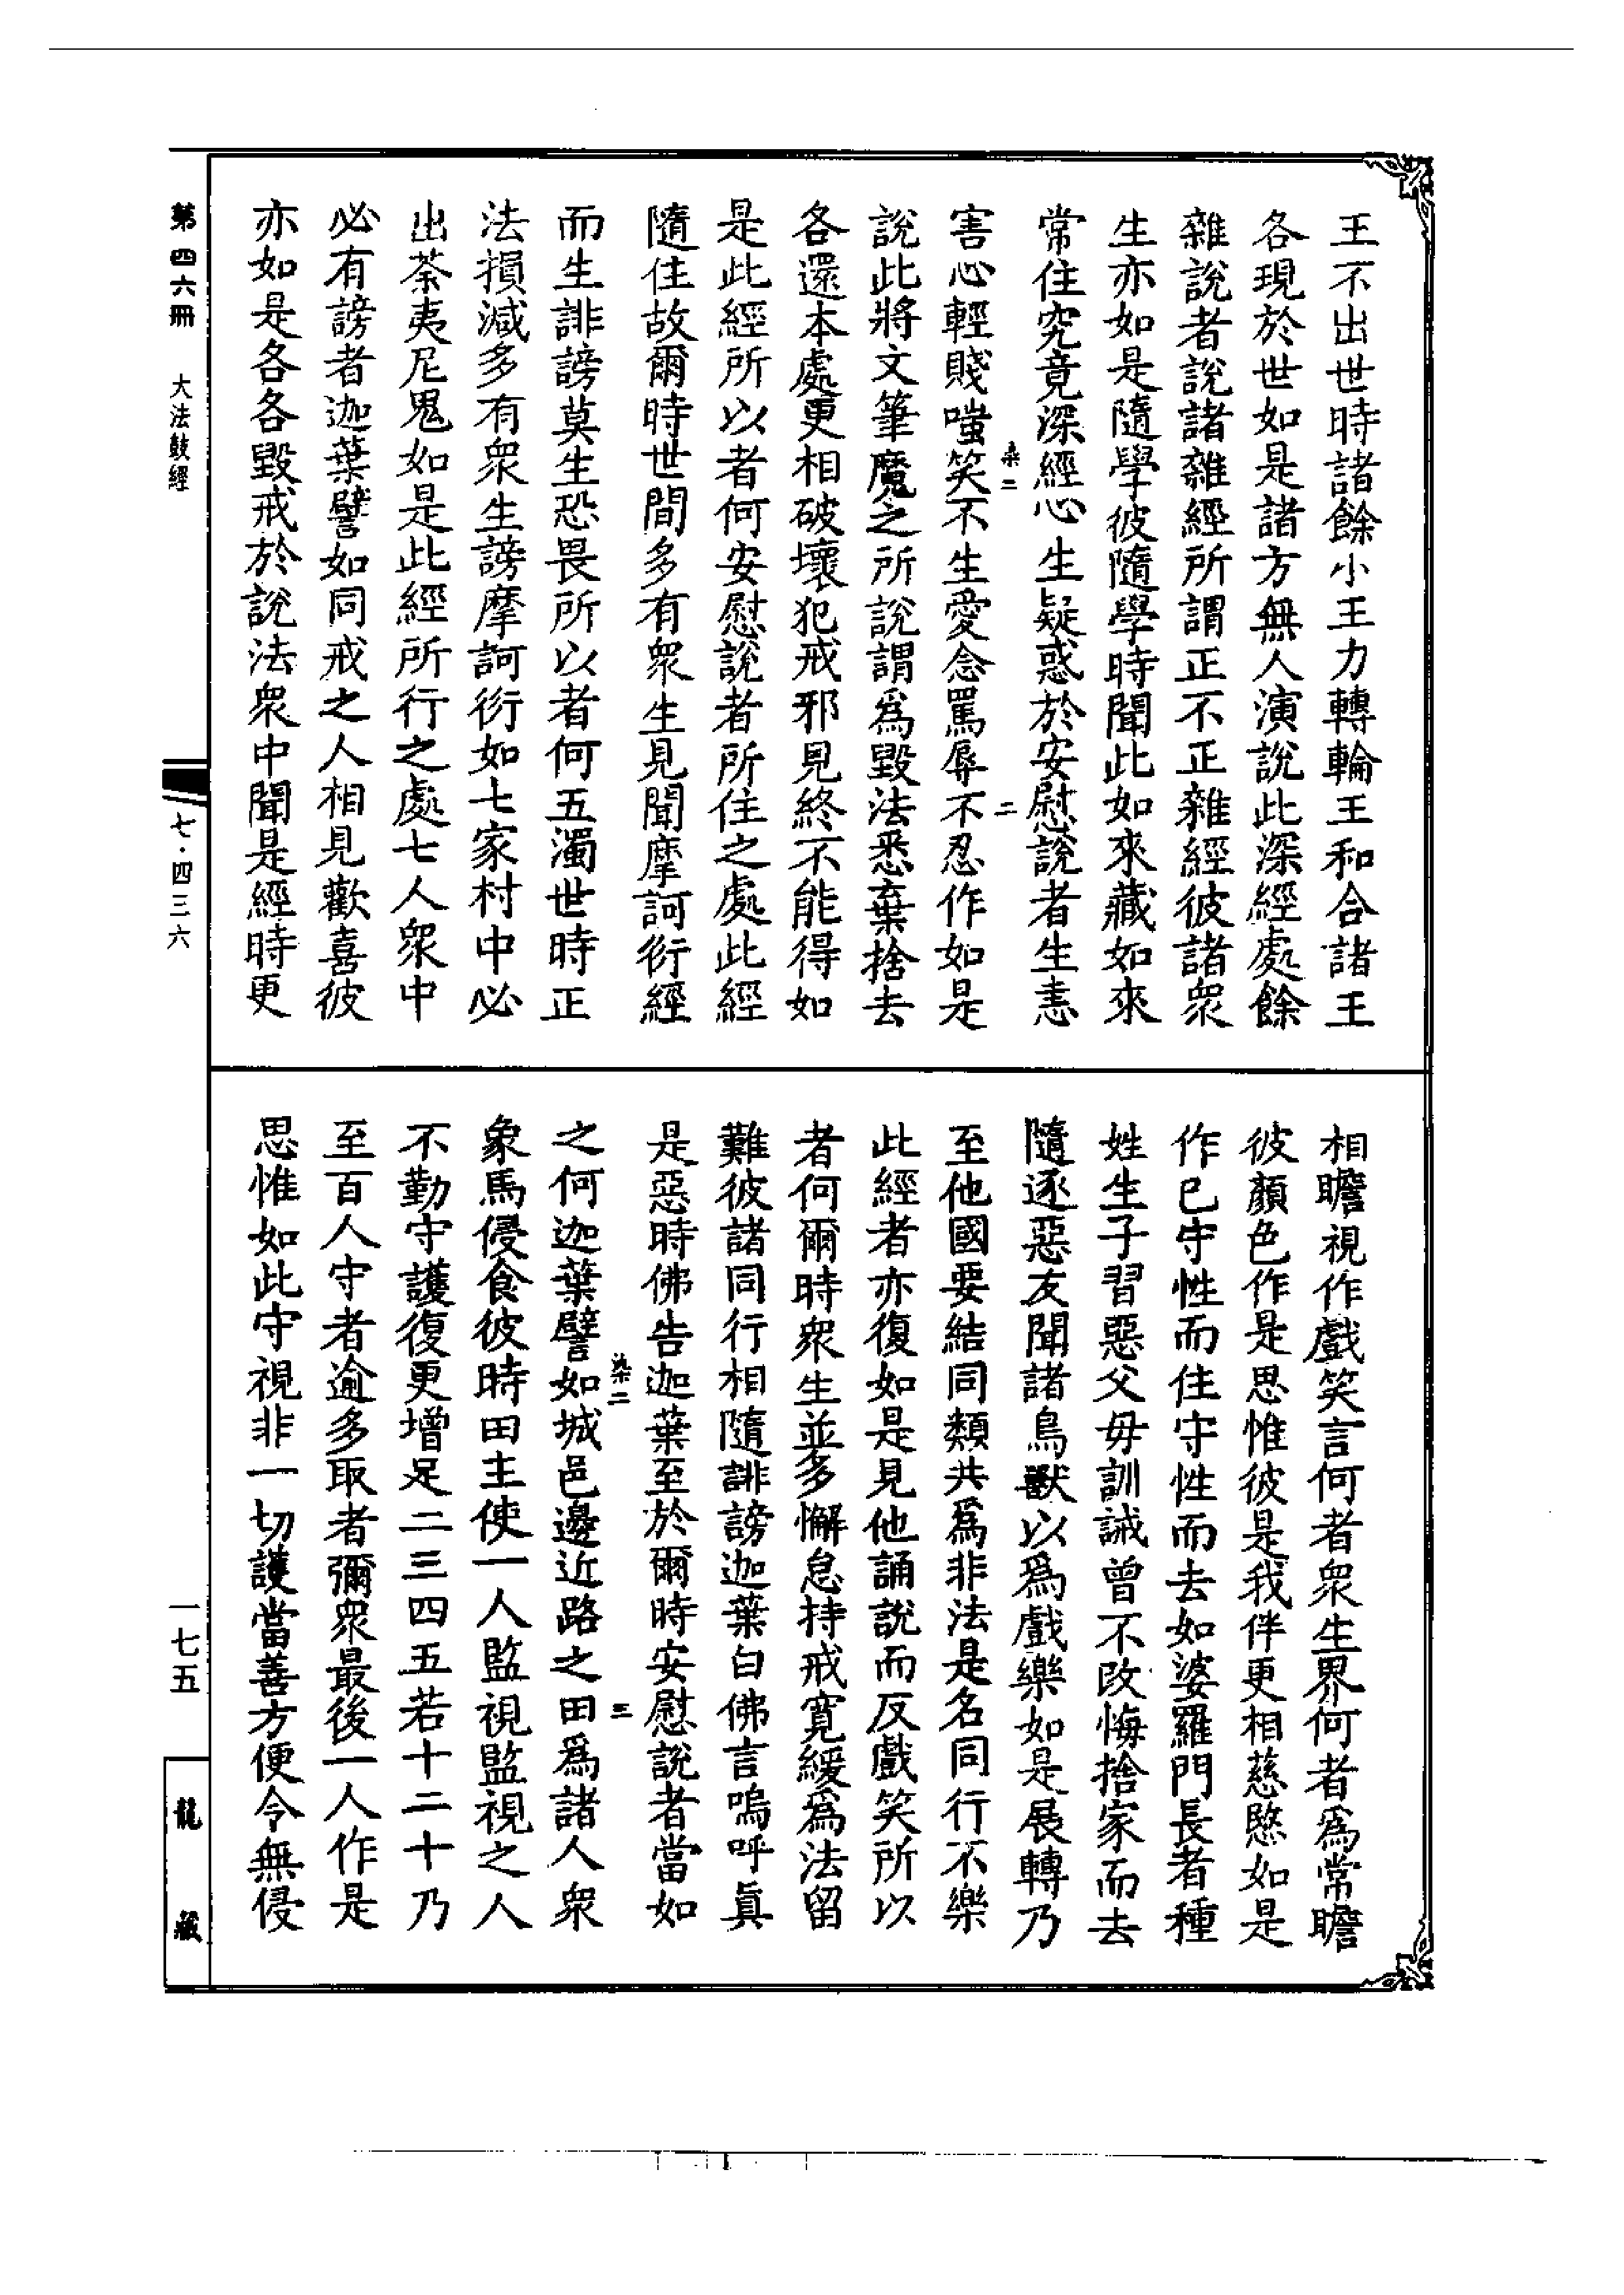 王不出世時諸餘小王力轉輪王和合諸王
各現於世如是諸方無人演說此深經處餘
雜說者說諸雜經所謂正不正雜經彼諸衆
生亦如是隨學彼隨學時聞此如來藏如來
常住究竟深經心生疑惑於安慰說者生恚
染二
二
害心輕賤嗤笑不生愛念罵辱不忍作如是
說此將文筆魔之所說謂爲毀法悉棄捨去
各還本處更相破壞犯戒邪見終不能得如
是此經所以者何安慰說者所住之處此經
隨住故爾時世間多有衆生見聞摩訶衍經
而生誹謗莫生恐畏所以者何五濁世時正
法損減多有衆生謗摩訶衍如七家村中必
出荼夷尼鬼如是此經所行之處七人衆中
必有謗者迦葉譬如同戒之人相見歡喜彼
亦如是各各毀戒於說法衆中聞是經時更
相瞻視作戲笑言何者衆生界何者爲常瞻
彼顏色作是思惟彼是我伴更相慈愍如是
作已守性而住守性而去如婆羅門長者種
姓生子習惡父母訓誡曾不改悔捨家而去
隨逐惡友聞諸鳥獸以爲戲樂如是展轉乃
至他國要結同類共爲非法是名同行不樂
此經者亦復如是見他誦說而反戲笑所以
者何爾時衆生並多懈怠持戒寬緩爲法留
難彼諸同行相隨誹謗迦葉白佛言嗚呼眞
是惡時佛告迦葉至於爾時安慰說者當如
染二
三
之何迦葉譬如城邑邊近路之田爲諸人衆
象馬侵食彼時田主使一人監視監視之人
不勤守護復更增足二三四五若十二十乃
至百人守者逾多取者彌衆最後一人作是
思惟如此守視非一切護當善方便令無侵
第四六冊 大法鼓經
七·四三六
一七五
龍藏